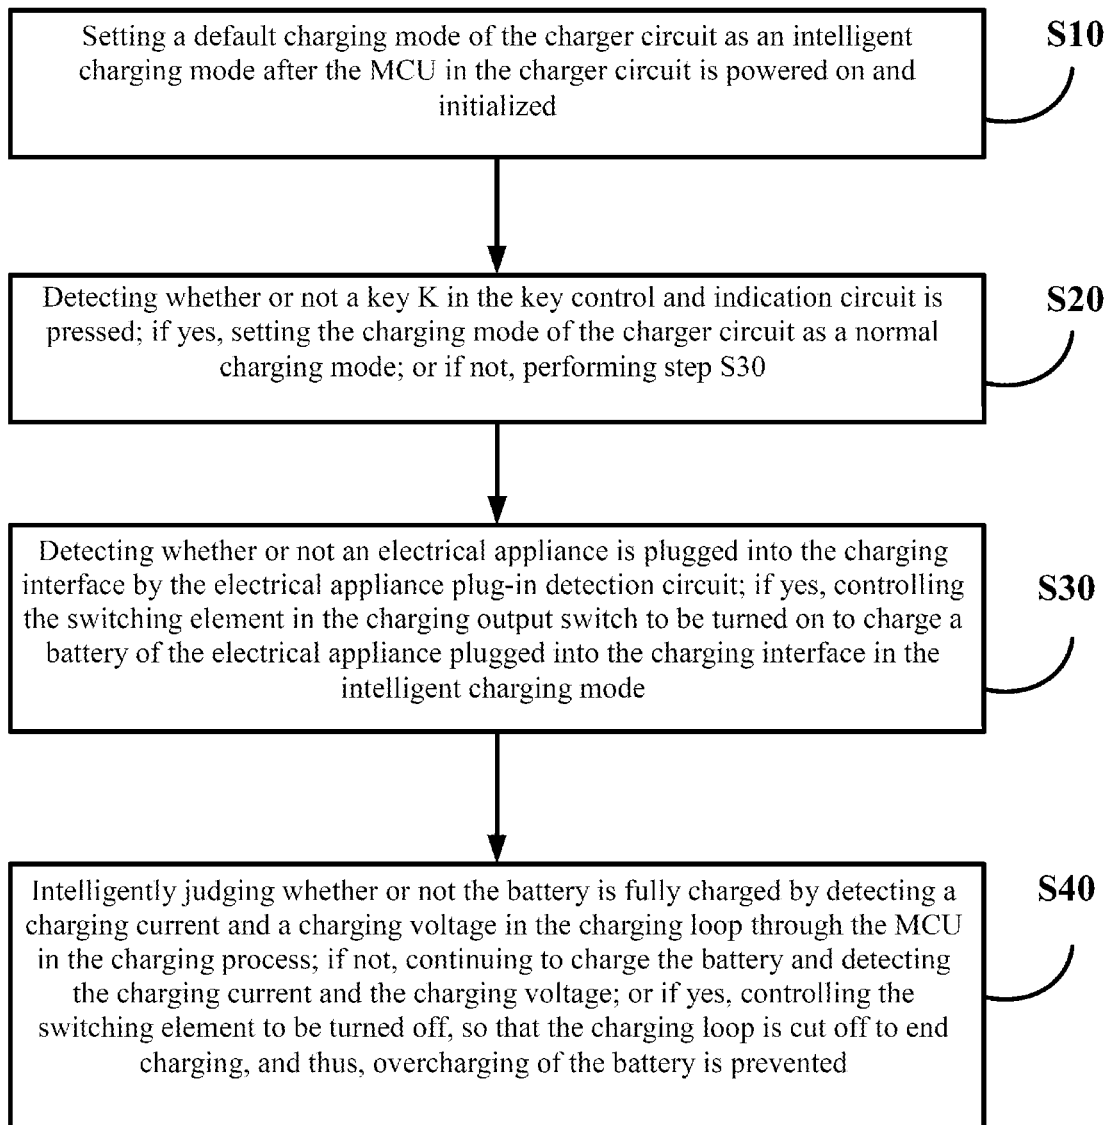 Setting a default charging mode of the charger circuit as an intelligent
charging mode after the MCU in the charger circuit is powered on and
initialized
S10
Detecting whether or not a key K in the key control and indication circuit is
pressed; if yes, setting the charging mode of the charger circuit as a normal
charging mode; or if not, performing step S30
S20
Detecting whether or not an electrical appliance is plugged into the charging
interface by the electrical appliance plug-in detection circuit; if yes, controlling
the switching element in the charging output switch to be turned on to charge a
battery of the electrical appliance plugged into the charging interface in the
intelligent charging mode
S30
Intelligently judging whether or not the battery is fully charged by detecting a
charging current and a charging voltage in the charging loop through the MCU
in the charging process; if not, continuing to charge the battery and detecting
the charging current and the charging voltage; or if yes, controlling the
switching element to be turned off, so that the charging loop is cut off to end
charging, and thus, overcharging of the battery is prevented
S40